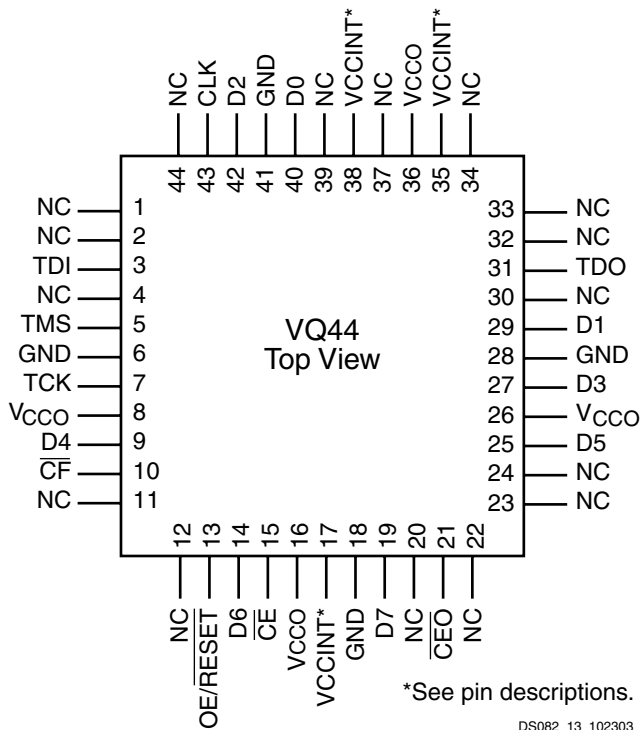 NC CLK D2 GND D0 NC VCCINT* NC VCCO VCCINT* NC
44 43 42 41 40 39 38 37 36 35 34
NC 1 33 NC
NC 2 32 NC
TDI 3 31 TDO
NC 4 30 NC
TMS 5 29 D1
GND 6 28 GND
TCK 7 27 D3
VCCO 8 26 VCCO
D4 9 25 D5
C̅F̅ 10 24 NC
NC 11 23 NC
VQ44
Top View
12 13 14 15 16 17 18 19 20 21 22
NC OE/R̅E̅S̅E̅T̅ D6 C̅E̅ VCCO VCCINT* GND D7 NC C̅E̅O̅ NC
*See pin descriptions.
DS082_13_102303